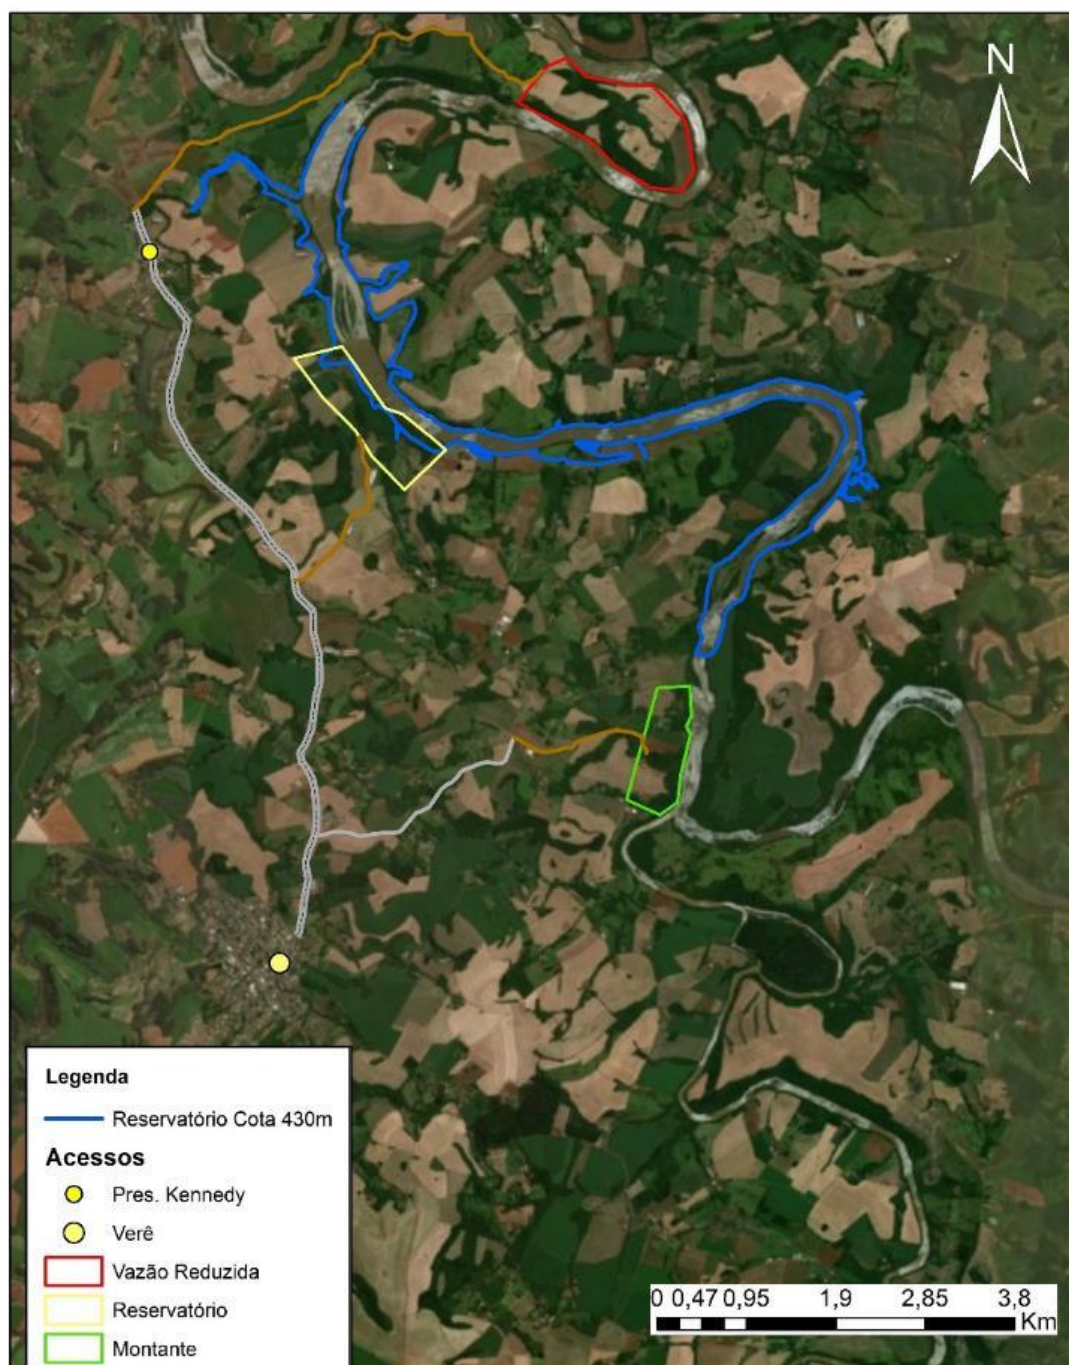 N
Legenda
Reservatório Cota 430m
Acessos
Pres. Kennedy
Verê
Vazão Reduzida
Reservatório
Montante
0 0,47 0,95 1,9 2,85 3,8
Km